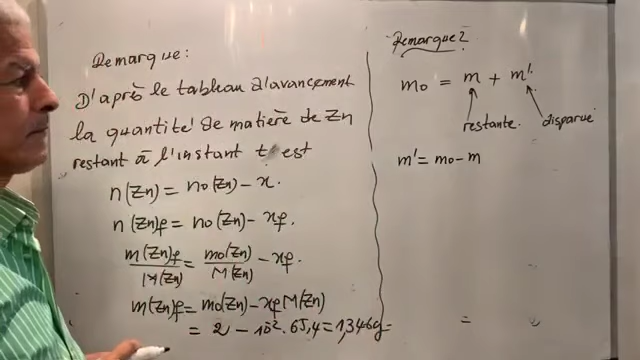 Remarque:
D'après le tableau d'avancement
la quantité de matière de Zn
restant à l'instant t est
n(Zn) = n0(Zn) - x.
n(Zn)f = n0(Zn) - xf.
m(Zn)f / M(Zn) = m0(Zn) / M(Zn) - xf.
m(Zn)f = m0(Zn) - xf M(Zn)
= 2 - 10². 65,4 = 1,346g
Remarque 2
m0 = m + m'.
restante. disparue
m' = m0 - m